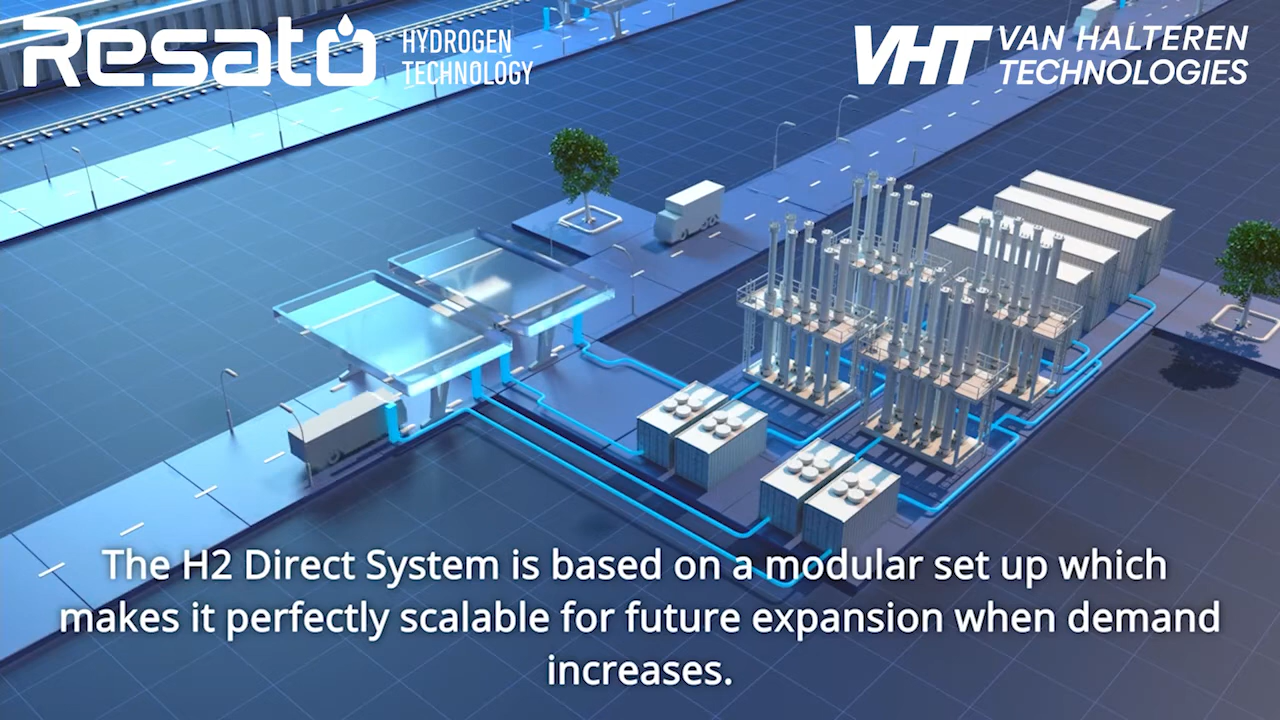 Resato HYDROGEN TECHNOLOGY
VHT VAN HALTEREN TECHNOLOGIES
The H2 Direct System is based on a modular set up which
makes it perfectly scalable for future expansion when demand
increases.